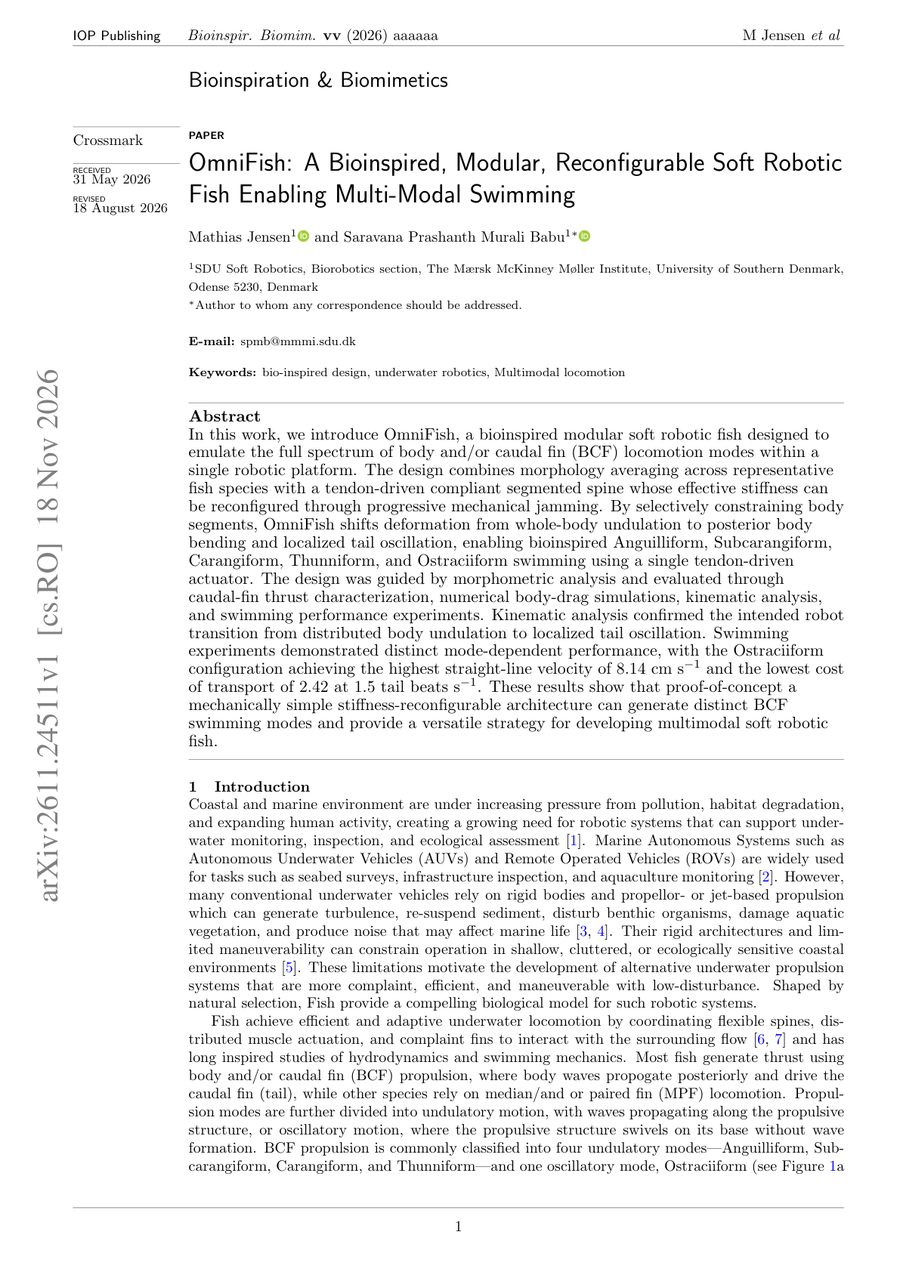 IOP Publishing Bioinspir. Biomim. vv (2026) aaaaaa M Jensen et al
Bioinspiration & Biomimetics
Crossmark
RECEIVED
31 May 2026
REVISED
18 August 2026
PAPER
OmniFish: A Bioinspired, Modular, Reconfigurable Soft Robotic
Fish Enabling Multi-Modal Swimming
Mathias Jensen¹ and Saravana Prashanth Murali Babu¹*
¹SDU Soft Robotics, Biorobotics section, The Mærsk McKinney Møller Institute, University of Southern Denmark,
Odense 5230, Denmark
*Author to whom any correspondence should be addressed.
E-mail: spmb@mmmi.sdu.dk
Keywords: bio-inspired design, underwater robotics, Multimodal locomotion
arXiv:2611.24511v1 [cs.RO] 18 Nov 2026
Abstract
In this work, we introduce OmniFish, a bioinspired modular soft robotic fish designed to
emulate the full spectrum of body and/or caudal fin (BCF) locomotion modes within a
single robotic platform. The design combines morphology averaging across representative
fish species with a tendon-driven compliant segmented spine whose effective stiffness can
be reconfigured through progressive mechanical jamming. By selectively constraining body
segments, OmniFish shifts deformation from whole-body undulation to posterior body
bending and localized tail oscillation, enabling bioinspired Anguilliform, Subcarangiform,
Carangiform, Thunniform, and Ostraciiform swimming using a single tendon-driven
actuator. The design was guided by morphometric analysis and evaluated through
caudal-fin thrust characterization, numerical body-drag simulations, kinematic analysis,
and swimming performance experiments. Kinematic analysis confirmed the intended robot
transition from distributed body undulation to localized tail oscillation. Swimming
experiments demonstrated distinct mode-dependent performance, with the Ostraciiform
configuration achieving the highest straight-line velocity of 8.14 cm s⁻¹ and the lowest cost
of transport of 2.42 at 1.5 tail beats s⁻¹. These results show that proof-of-concept a
mechanically simple stiffness-reconfigurable architecture can generate distinct BCF
swimming modes and provide a versatile strategy for developing multimodal soft robotic
fish.
1 Introduction
Coastal and marine environment are under increasing pressure from pollution, habitat degradation,
and expanding human activity, creating a growing need for robotic systems that can support under-
water monitoring, inspection, and ecological assessment [1]. Marine Autonomous Systems such as
Autonomous Underwater Vehicles (AUVs) and Remote Operated Vehicles (ROVs) are widely used
for tasks such as seabed surveys, infrastructure inspection, and aquaculture monitoring [2]. However,
many conventional underwater vehicles rely on rigid bodies and propellor- or jet-based propulsion
which can generate turbulence, re-suspend sediment, disturb benthic organisms, damage aquatic
vegetation, and produce noise that may affect marine life [3, 4]. Their rigid architectures and lim-
ited maneuverability can constrain operation in shallow, cluttered, or ecologically sensitive coastal
environments [5]. These limitations motivate the development of alternative underwater propulsion
systems that are more complaint, efficient, and maneuverable with low-disturbance. Shaped by
natural selection, Fish provide a compelling biological model for such robotic systems.
Fish achieve efficient and adaptive underwater locomotion by coordinating flexible spines, dis-
tributed muscle actuation, and complaint fins to interact with the surrounding flow [6, 7] and has
long inspired studies of hydrodynamics and swimming mechanics. Most fish generate thrust using
body and/or caudal fin (BCF) propulsion, where body waves propogate posteriorly and drive the
caudal fin (tail), while other species rely on median/and or paired fin (MPF) locomotion. Propul-
sion modes are further divided into undulatory motion, with waves propagating along the propulsive
structure, or oscillatory motion, where the propulsive structure swivels on its base without wave
formation. BCF propulsion is commonly classified into four undulatory modes—Anguilliform, Sub-
carangiform, Carangiform, and Thunniform—and one oscillatory mode, Ostraciiform (see Figure 1a
1